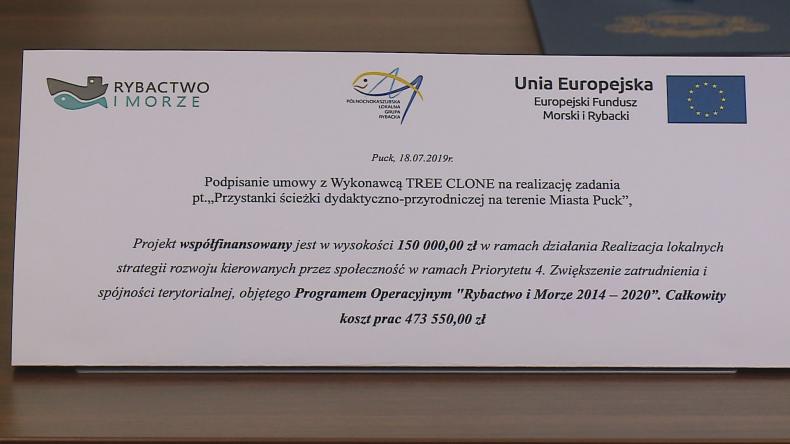 RYBACTWO
I MORZE
PÓŁNOCNOKASZUBSKA
LOKALNA
GRUPA
RYBACKA
Unia Europejska
Europejski Fundusz
Morski i Rybacki
Puck, 18.07.2019r.
Podpisanie umowy z Wykonawcą TREE CLONE na realizację zadania
pt.„Przystanki ścieżki dydaktyczno-przyrodniczej na terenie Miasta Puck”,
Projekt współfinansowany jest w wysokości 150 000,00 zł w ramach działania Realizacja lokalnych
strategii rozwoju kierowanych przez społeczność w ramach Priorytetu 4. Zwiększenie zatrudnienia i
spójności terytorialnej, objętego Programem Operacyjnym "Rybactwo i Morze 2014 – 2020”. Całkowity
koszt prac 473 550,00 zł